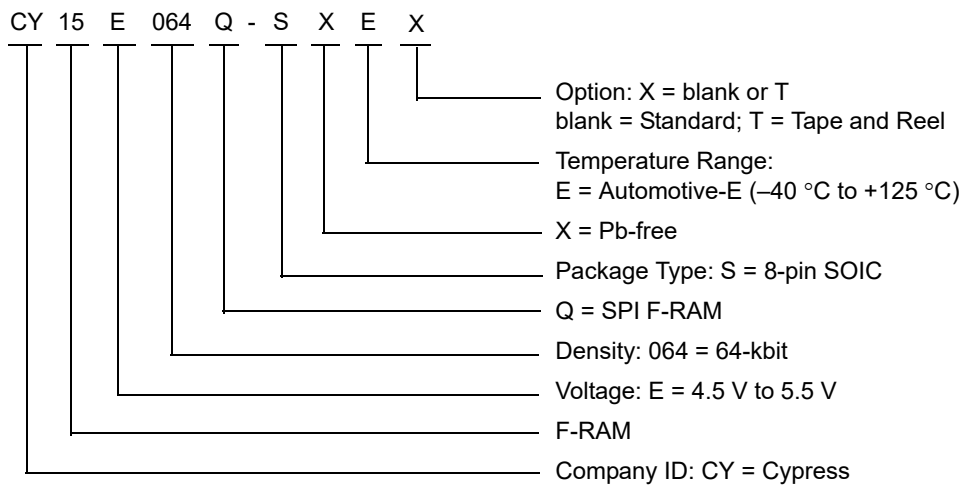 CY 15 E 064 Q - S X E X
Option: X = blank or T
blank = Standard; T = Tape and Reel
Temperature Range:
E = Automotive-E (–40 °C to +125 °C)
X = Pb-free
Package Type: S = 8-pin SOIC
Q = SPI F-RAM
Density: 064 = 64-kbit
Voltage: E = 4.5 V to 5.5 V
F-RAM
Company ID: CY = Cypress